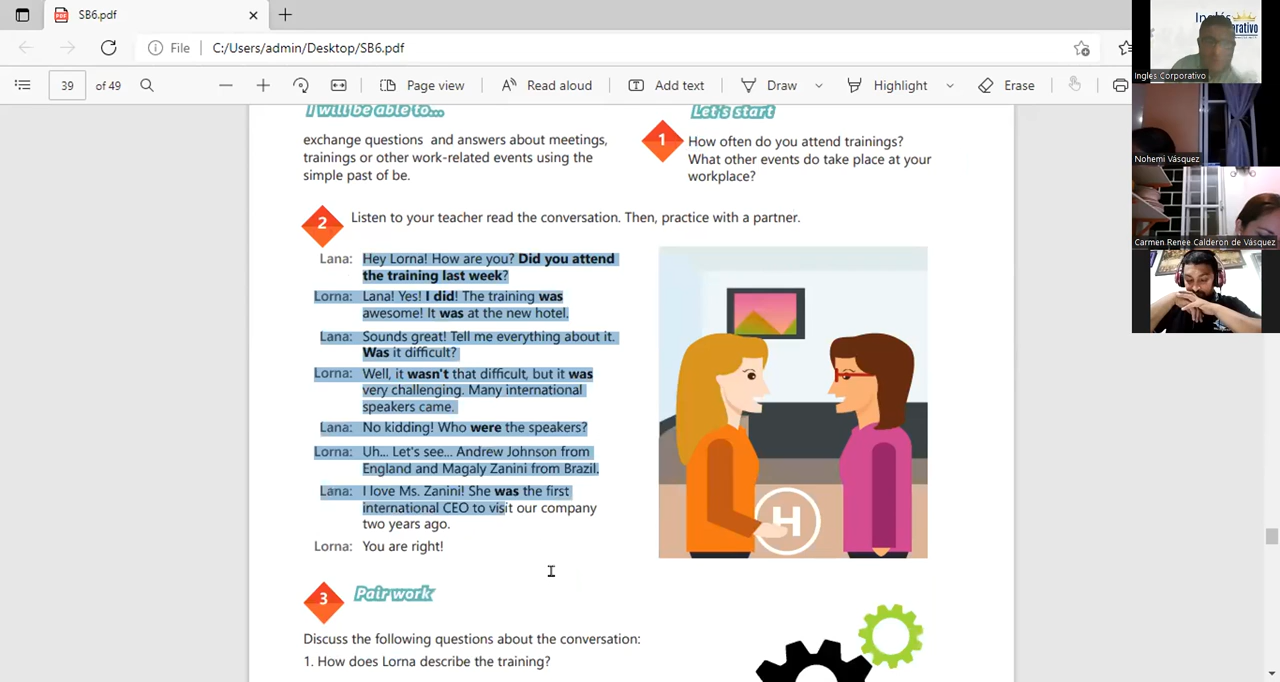 SB6.pdf
File
C:/Users/admin/Desktop/SB6.pdf
39
of 49
Page view
Read aloud
Add text
Draw
Highlight
Erase
I will be able to...
exchange questions and answers about meetings,
trainings or other work-related events using the
simple past of be.
Let's start
1
How often do you attend trainings?
What other events do take place at your
workplace?
2
Listen to your teacher read the conversation. Then, practice with a partner.
Lana: Hey Lorna! How are you? Did you attend
the training last week?
Lorna: Lana! Yes! I did! The training was
awesome! It was at the new hotel.
Lana: Sounds great! Tell me everything about it.
Was it difficult?
Lorna: Well, it wasn't that difficult, but it was
very challenging. Many international
speakers came.
Lana: No kidding! Who were the speakers?
Lorna: Uh... Let's see... Andrew Johnson from
England and Magaly Zanini from Brazil.
Lana: I love Ms. Zanini! She was the first
international CEO to visit our company
two years ago.
Lorna: You are right!
H
3
Pair work
Discuss the following questions about the conversation:
1. How does Lorna describe the training?
Inglés Corporativo
Nohemi Vásquez
Carmen Renee Calderon de Vásquez